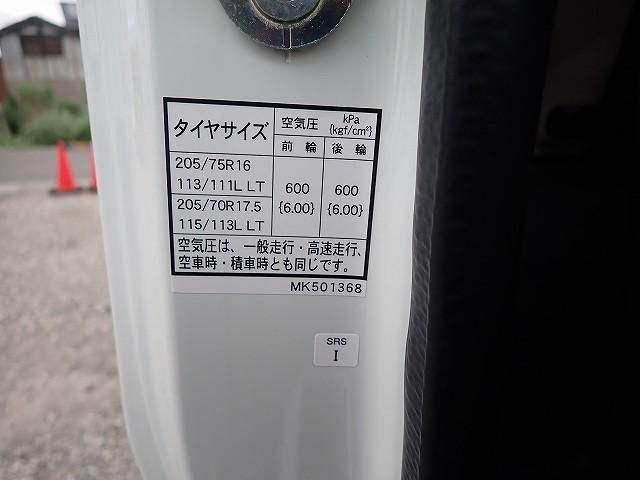 タイヤサイズ 空気圧 kPa {kgf/cm²}
前輪 後輪
205/75R16
113/111L LT
205/70R17.5
115/113L LT
600 {6.00} 600 {6.00}
空気圧は、一般走行・高速走行、
空車時・積車時とも同じです。
MK501368
SRS
I